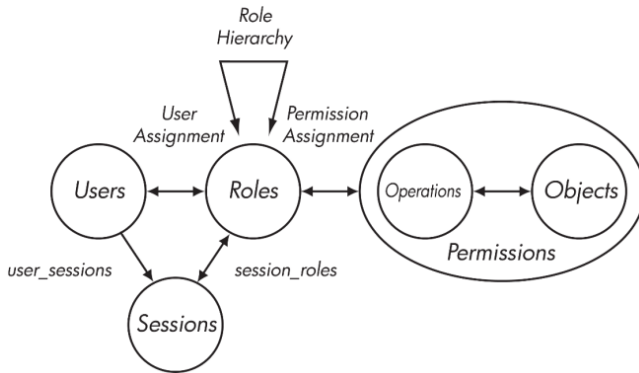 Role
Hierarchy
User
Assignment
Permission
Assignment
Users
Roles
Operations
Objects
Permissions
user_sessions
session_roles
Sessions